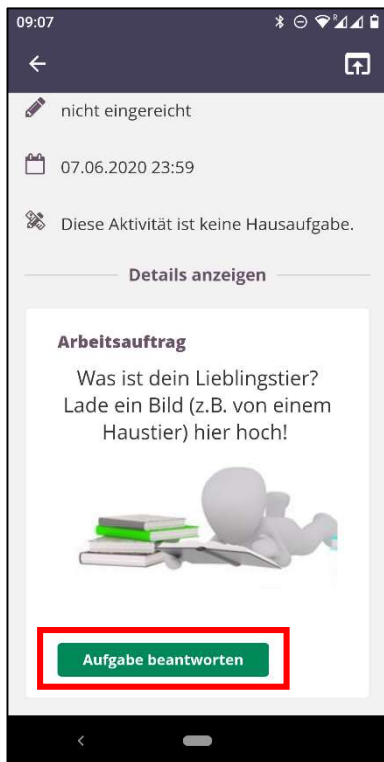 09:07
nicht eingereicht
07.06.2020 23:59
Diese Aktivität ist keine Hausaufgabe.
Details anzeigen
Arbeitsauftrag
Was ist dein Lieblingstier?
Lade ein Bild (z.B. von einem
Haustier) hier hoch!
Aufgabe beantworten